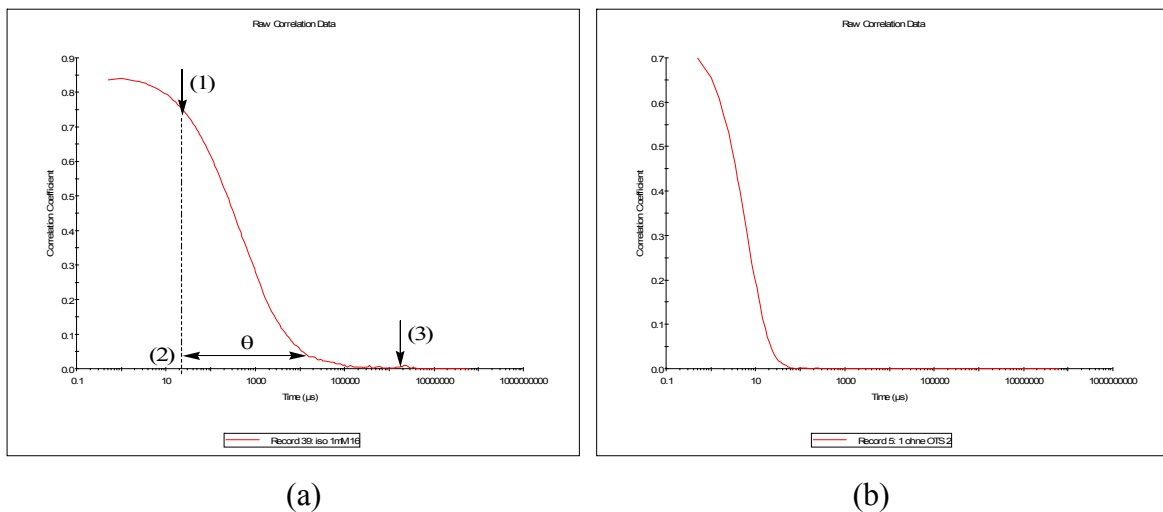 Raw Correlation Data
0.9
0.8
0.7
0.6
0.5
0.4
0.3
0.2
0.1
0.0
Correlation Coefficient
(1)
(2)
θ
(3)
0.1 10 1000 100000 10000000 1000000000
Time (µs)
Record 39: iso 1mM 16
(a)
Raw Correlation Data
0.7
0.6
0.5
0.4
0.3
0.2
0.1
0.0
Correlation Coefficient
0.1 10 1000 100000 10000000 1000000000
Time (µs)
Record 5: 1 ohne OTS 2
(b)